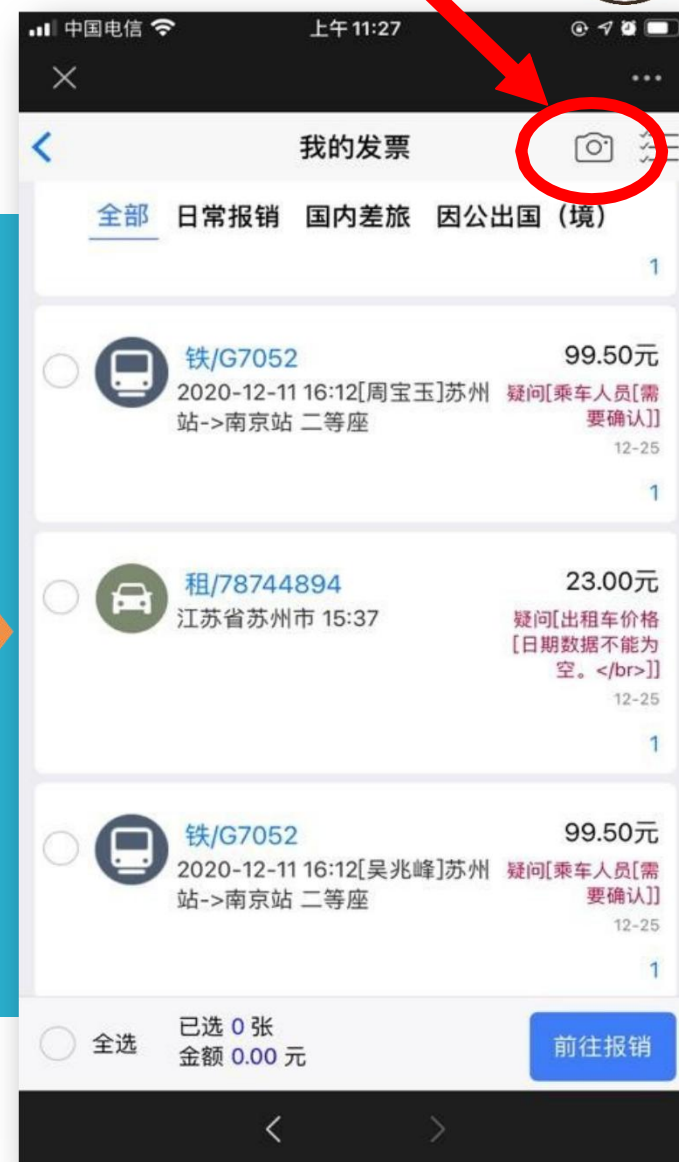 中国电信 上午11:27
我的发票
全部 日常报销 国内差旅 因公出国（境）
1
铁/G7052 99.50元
2020-12-11 16:12[周宝玉]苏州 疑问[乘车人员[需
站->南京站 二等座 要确认]]
12-25
1
租/78744894 23.00元
江苏省苏州市 15:37 疑问[出租车价格
[日期数据不能为
空。</br>]]
12-25
1
铁/G7052 99.50元
2020-12-11 16:12[吴兆峰]苏州 疑问[乘车人员[需
站->南京站 二等座 要确认]]
12-25
1
全选 已选 0 张 前往报销
金额 0.00 元